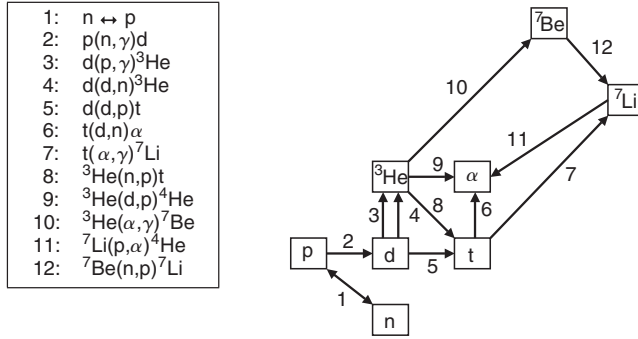 1: n ↔ p
2: p(n,γ)d
3: d(p,γ)³He
4: d(d,n)³He
5: d(d,p)t
6: t(d,n)α
7: t(α,γ)⁷Li
8: ³He(n,p)t
9: ³He(d,p)⁴He
10: ³He(α,γ)⁷Be
11: ⁷Li(p,α)⁴He
12: ⁷Be(n,p)⁷Li
⁷Be
12
10
⁷Li
11
³He 9 α
7
3 4 8 6
p 2 d t
5
1
n